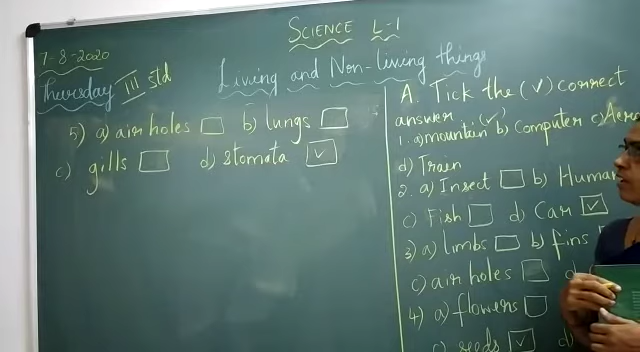 SCIENCE L-1
7-8-2020
Thursday III std
Living and Non-living things
5) a) air holes b) lungs
c) gills d) stomata ✓
A. Tick the (✓) correct
answer. (✓)
1. a) mountain b) Computer c) Aero
d) Train
2. a) Insect b) Human
c) Fish d) Car ✓
3) a) limbs b) fins
c) air holes d
4) a) flowers
c) seeds ✓ d)